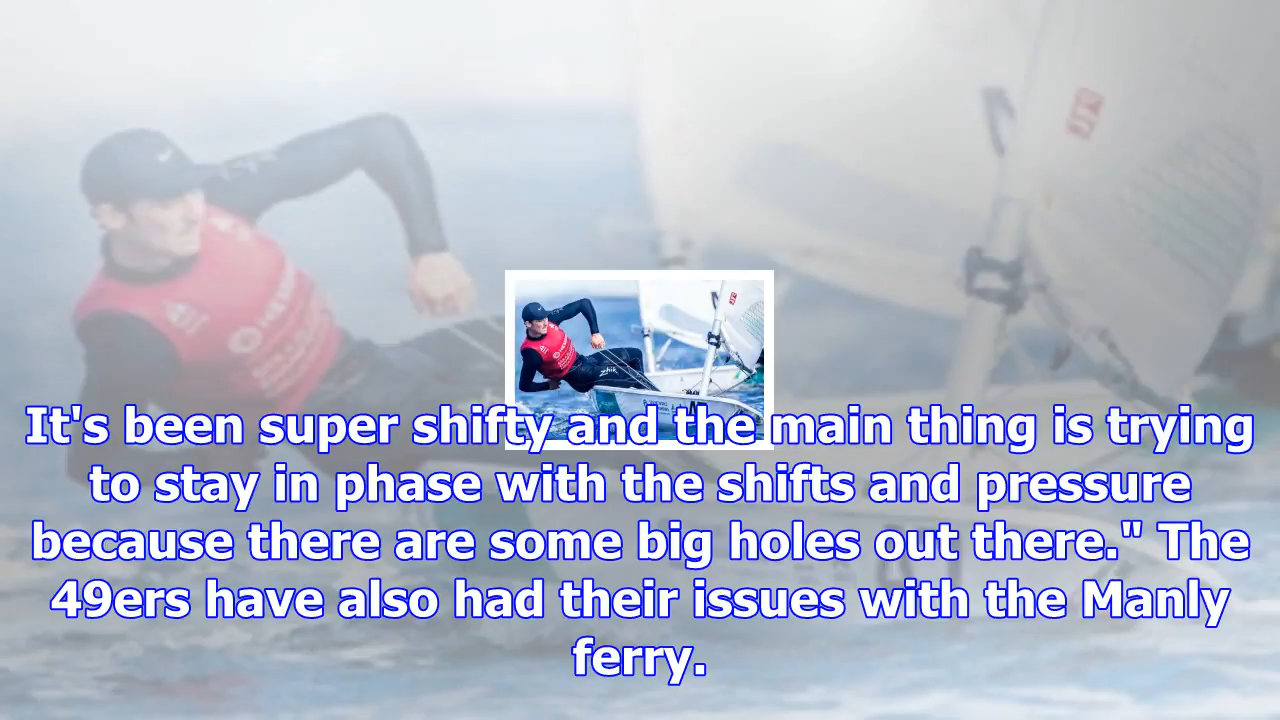 zhik
It's been super shifty and the main thing is trying
to stay in phase with the shifts and pressure
because there are some big holes out there." The
49ers have also had their issues with the Manly
ferry.